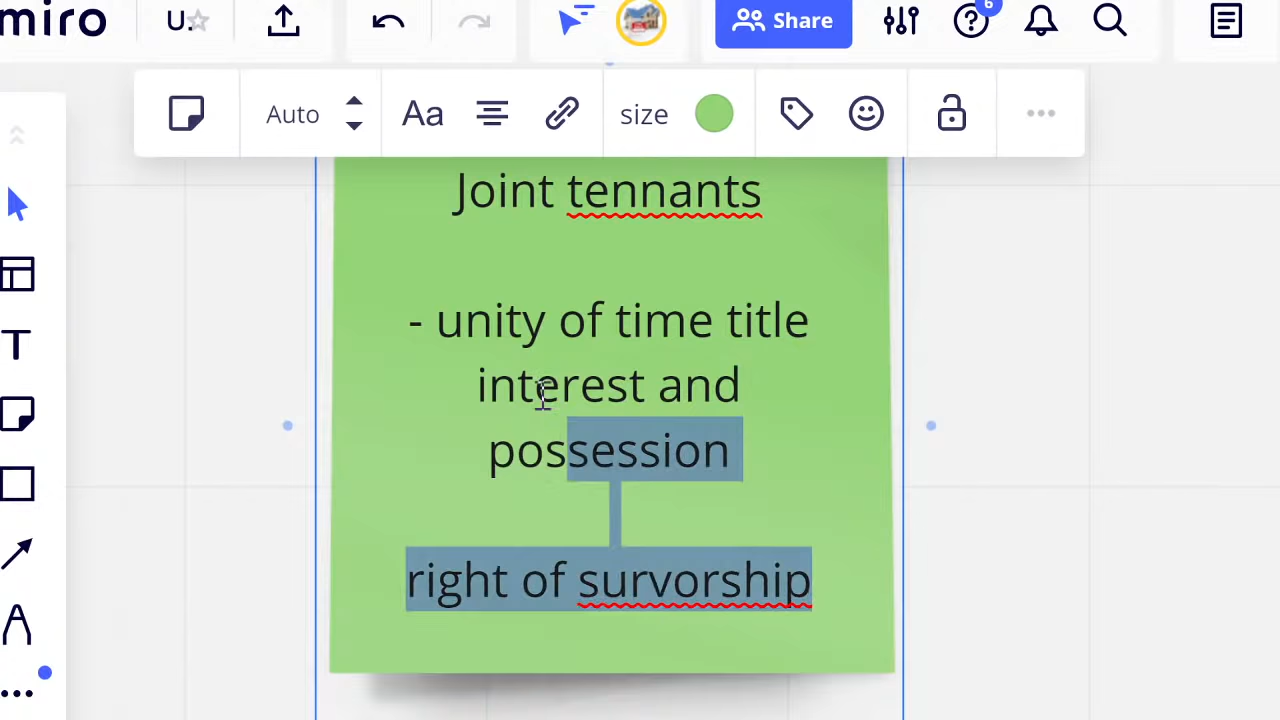 miro
U.
Share
6
Auto
Aa
size
Joint tennants
- unity of time title
interest and
possession
right of survorship
T